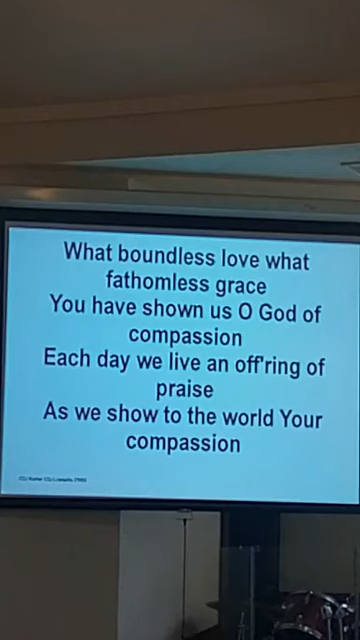 What boundless love what
fathomless grace
You have shown us O God of
compassion
Each day we live an off'ring of
praise
As we show to the world Your
compassion